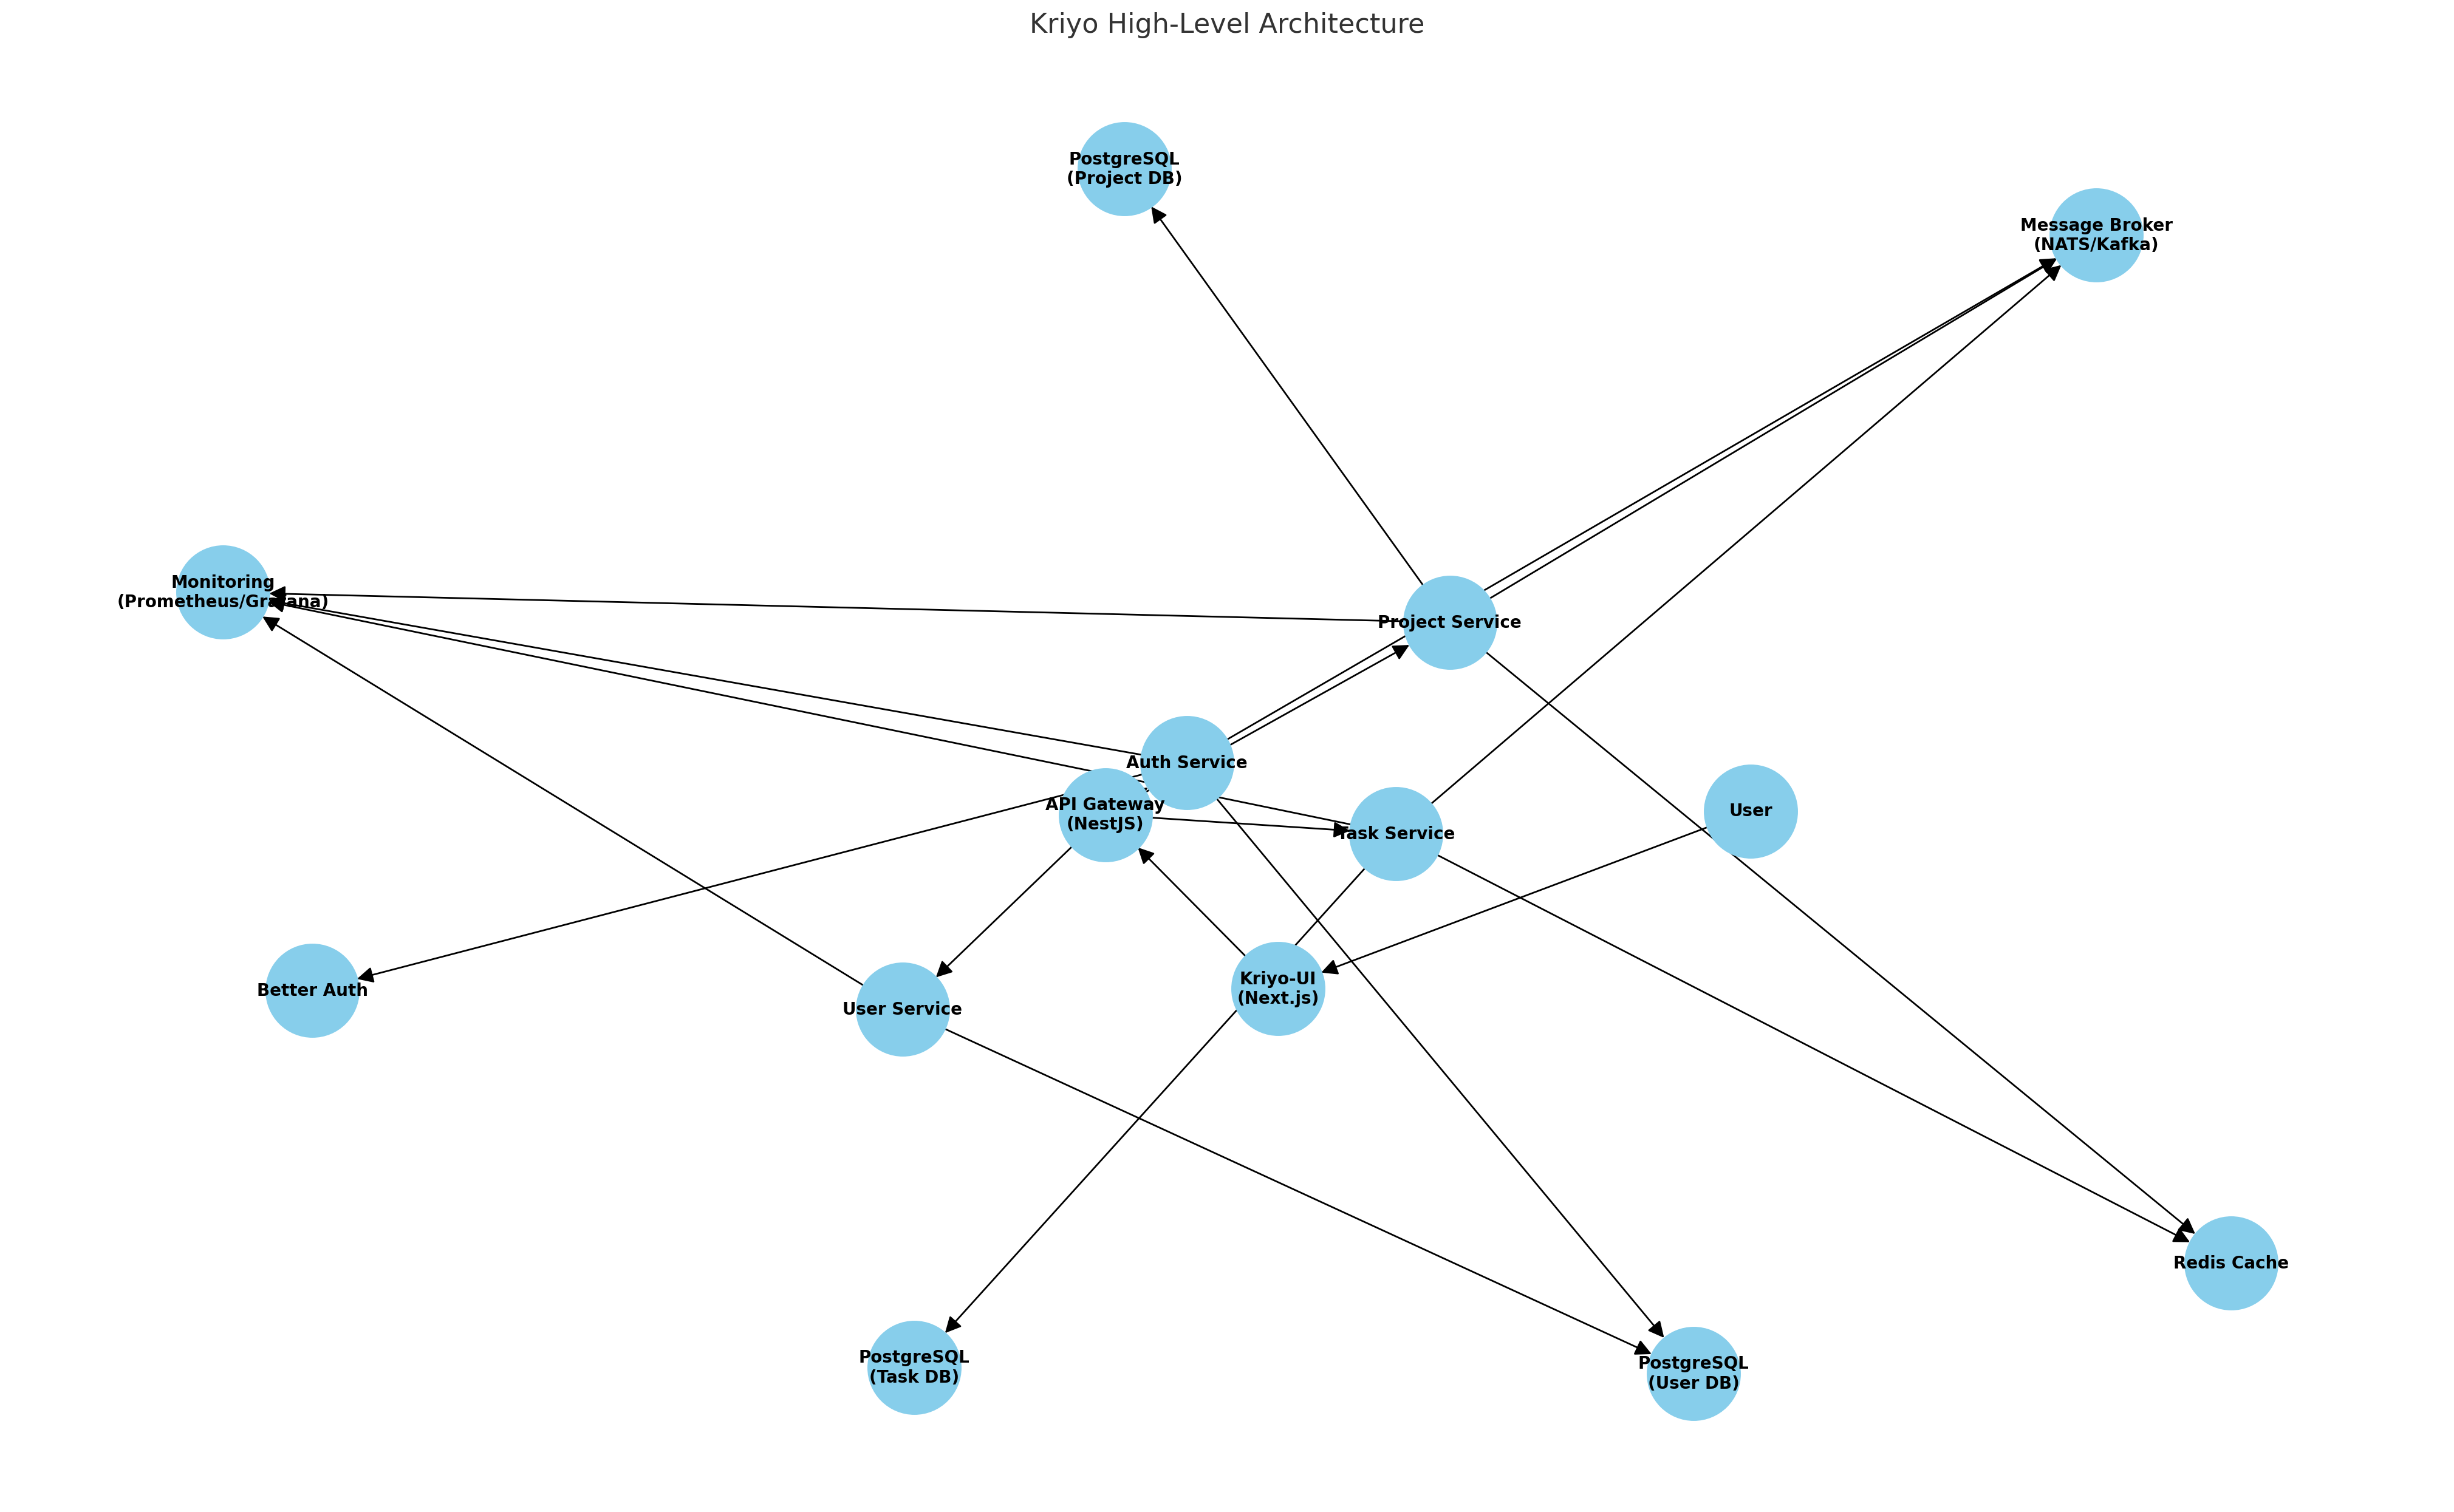 Kriyo High-Level Architecture
PostgreSQL
(Project DB)
Message Broker
(NATS/Kafka)
Monitoring
(Prometheus/Grafana)
Project Service
Auth Service
API Gateway
(NestJS)
Task Service
User
Better Auth
User Service
Kriyo-UI
(Next.js)
Redis Cache
PostgreSQL
(Task DB)
PostgreSQL
(User DB)